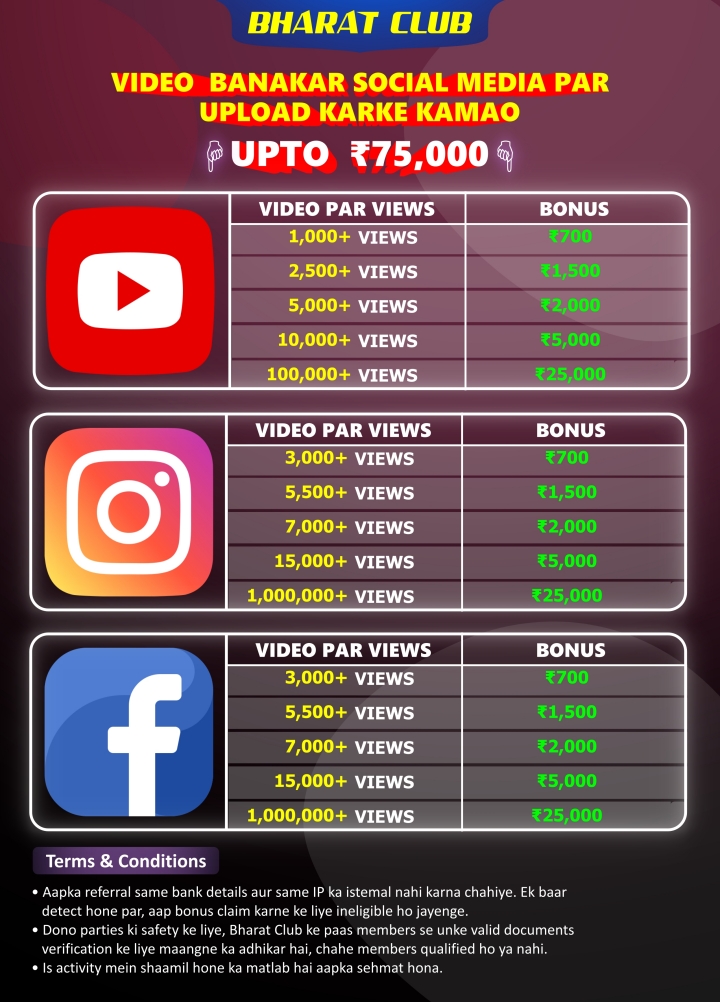 BHARAT CLUB
VIDEO BANAKAR SOCIAL MEDIA PAR
UPLOAD KARKE KAMAO
UPTO ₹75,000
VIDEO PAR VIEWS BONUS
1,000+ VIEWS ₹700
2,500+ VIEWS ₹1,500
5,000+ VIEWS ₹2,000
10,000+ VIEWS ₹5,000
100,000+ VIEWS ₹25,000
VIDEO PAR VIEWS BONUS
3,000+ VIEWS ₹700
5,500+ VIEWS ₹1,500
7,000+ VIEWS ₹2,000
15,000+ VIEWS ₹5,000
1,000,000+ VIEWS ₹25,000
VIDEO PAR VIEWS BONUS
3,000+ VIEWS ₹700
5,500+ VIEWS ₹1,500
7,000+ VIEWS ₹2,000
15,000+ VIEWS ₹5,000
1,000,000+ VIEWS ₹25,000
Terms & Conditions
• Aapka referral same bank details aur same IP ka istemal nahi karna chahiye. Ek baar
detect hone par, aap bonus claim karne ke liye ineligible ho jayenge.
• Dono parties ki safety ke liye, Bharat Club ke paas members se unke valid documents
verification ke liye maangne ka adhikar hai, chahe members qualified ho ya nahi.
• Is activity mein shaamil hone ka matlab hai aapka sehmat hona.